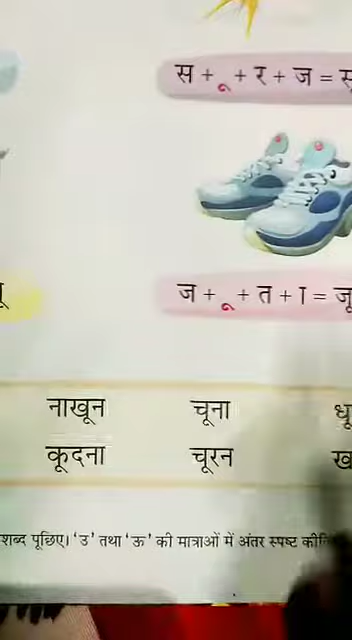 स + ू + र + ज =
ज + ू + त + ा =
नाखून चूना
कूदना चूरन
शब्द पूछिए। ‘उ’ तथा ‘ऊ’ की मात्राओं में अंतर स्पष्ट